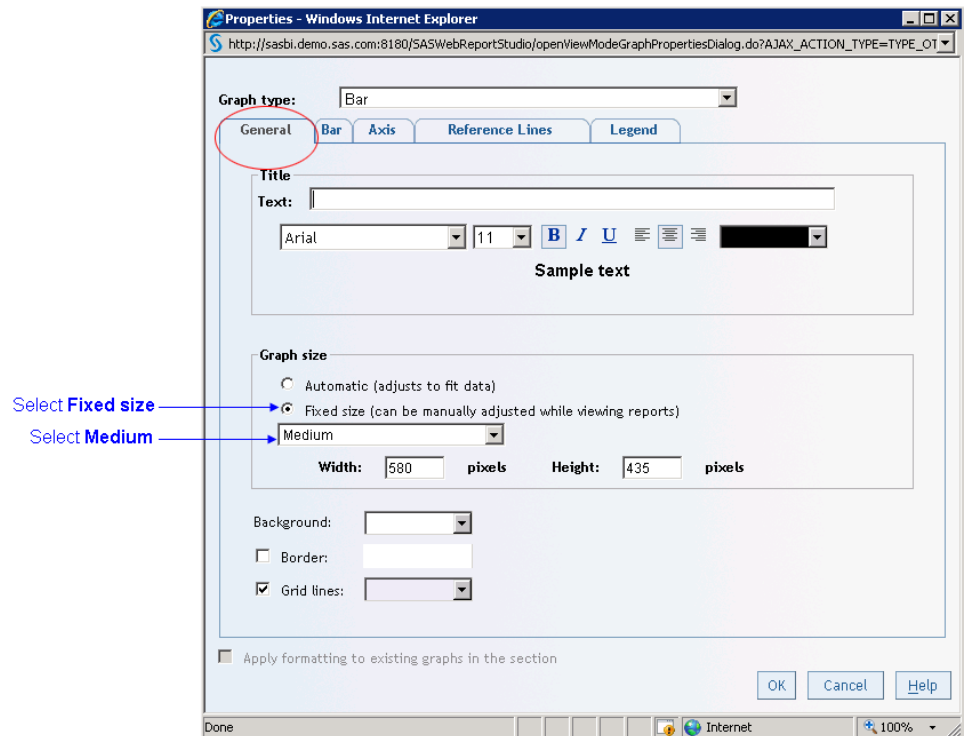 Properties - Windows Internet Explorer
http://sasbi.demo.sas.com:8180/SASWebReportStudio/openViewModeGraphPropertiesDialog.do?AJAX_ACTION_TYPE=TYPE_OT
Graph type: Bar
General Bar Axis Reference Lines Legend
Title
Text:
Arial 11 B I U
Sample text
Graph size
Automatic (adjusts to fit data)
Select Fixed size Fixed size (can be manually adjusted while viewing reports)
Select Medium Medium
Width: 580 pixels Height: 435 pixels
Background:
Border:
Grid lines:
Apply formatting to existing graphs in the section
OK Cancel Help
Done Internet 100%